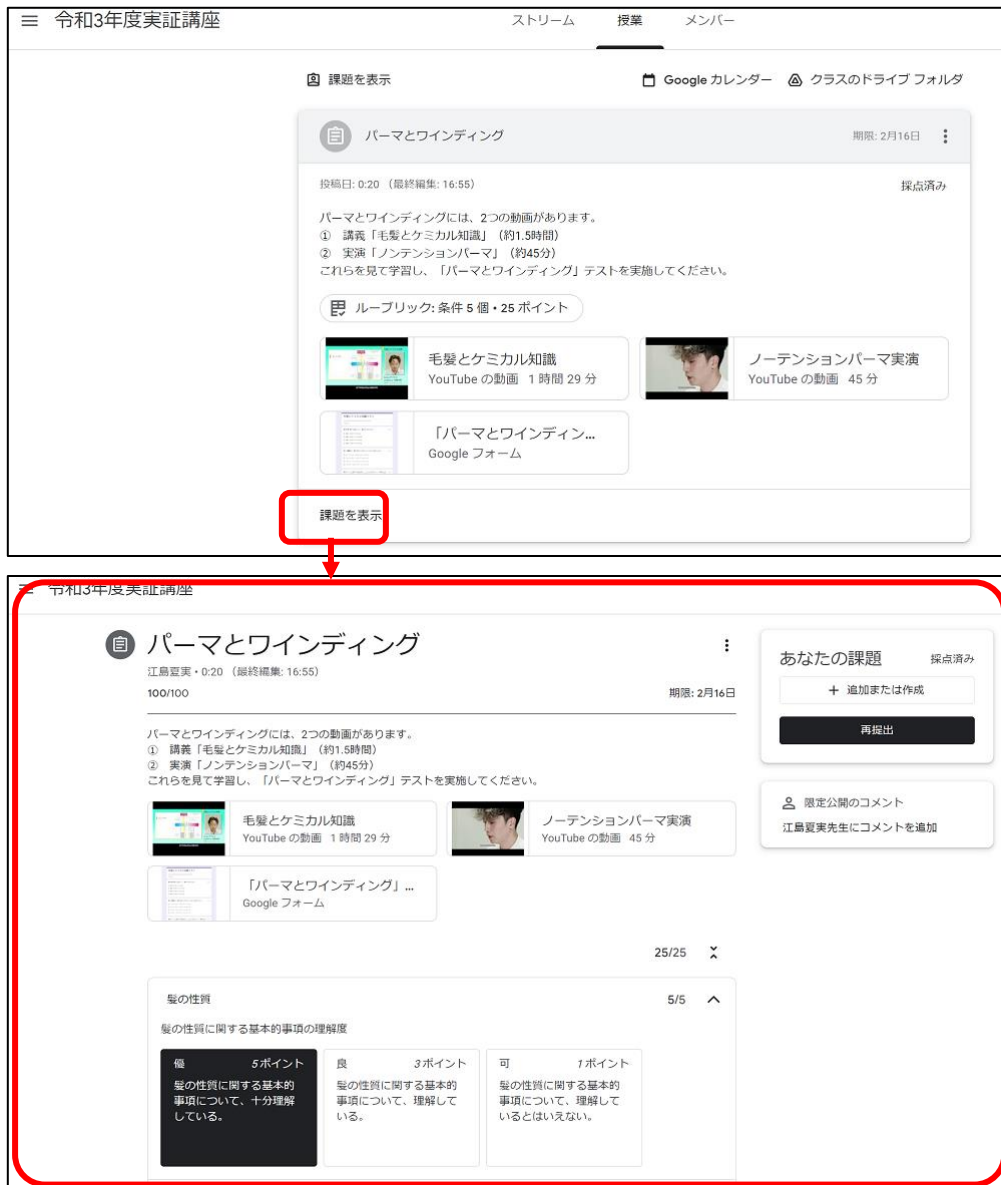 令和3年度実証講座
ストリーム 授業 メンバー
課題を表示
Google カレンダー クラスのドライブ フォルダ
パーマとワインディング
期限: 2月16日
投稿日: 0:20 （最終編集: 16:55）
採点済み
パーマとワインディングには、2つの動画があります。
① 講義「毛髪とケミカル知識」（約1.5時間）
② 実演「ノンテンションパーマ」（約45分）
これらを見て学習し、「パーマとワインディング」テストを実施してください。
ルーブリック: 条件 5 個・25 ポイント
毛髪とケミカル知識
YouTube の動画 1 時間 29 分
ノーテンションパーマ実演
YouTube の動画 45 分
「パーマとワインディン...
Google フォーム
課題を表示
令和3年度実証講座
パーマとワインディング
江島夏実・0:20 （最終編集: 16:55）
100/100
期限: 2月16日
パーマとワインディングには、2つの動画があります。
① 講義「毛髪とケミカル知識」（約1.5時間）
② 実演「ノンテンションパーマ」（約45分）
これらを見て学習し、「パーマとワインディング」テストを実施してください。
毛髪とケミカル知識
YouTube の動画 1 時間 29 分
ノーテンションパーマ実演
YouTube の動画 45 分
「パーマとワインディング」...
Google フォーム
あなたの課題
採点済み
+ 追加または作成
再提出
限定公開のコメント
江島夏実先生にコメントを追加
25/25
髪の性質
5/5
髪の性質に関する基本的事項の理解度
優 5ポイント
髪の性質に関する基本的
事項について、十分理解
している。
良 3ポイント
髪の性質に関する基本的
事項について、理解して
いる。
可 1ポイント
髪の性質に関する基本的
事項について、理解して
いるとはいえない。